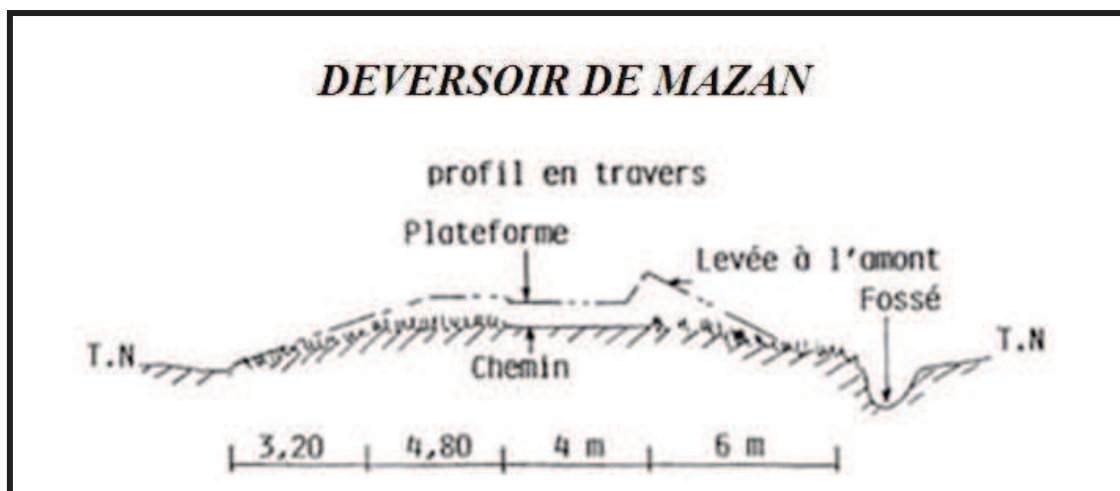 DEVERSOIR DE MAZAN
profil en travers
Plateforme
Levée à l'amont
Fossé
T.N
T.N
Chemin
3,20 4,80 4 m 6 m